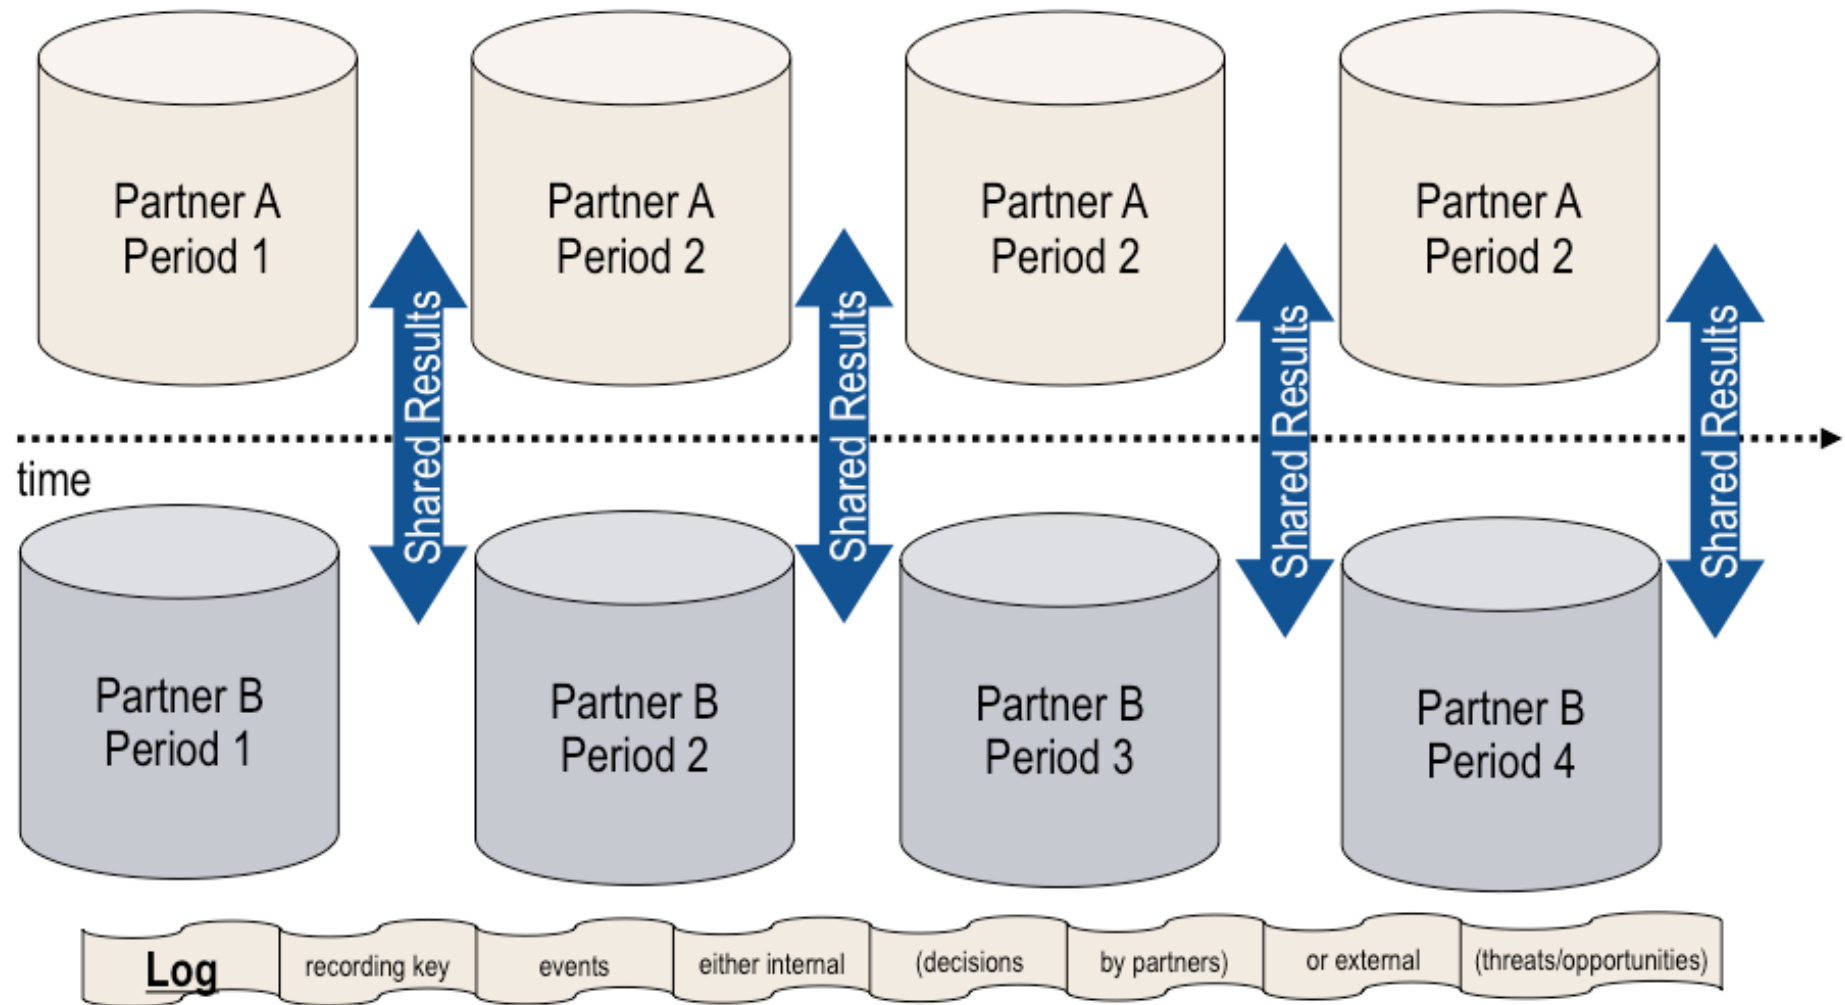 Partner A
Period 1
Partner A
Period 2
Partner A
Period 2
Partner A
Period 2
Shared Results
Shared Results
Shared Results
Shared Results
time
Partner B
Period 1
Partner B
Period 2
Partner B
Period 3
Partner B
Period 4
Log recording key events either internal (decisions by partners) or external (threats/opportunities)